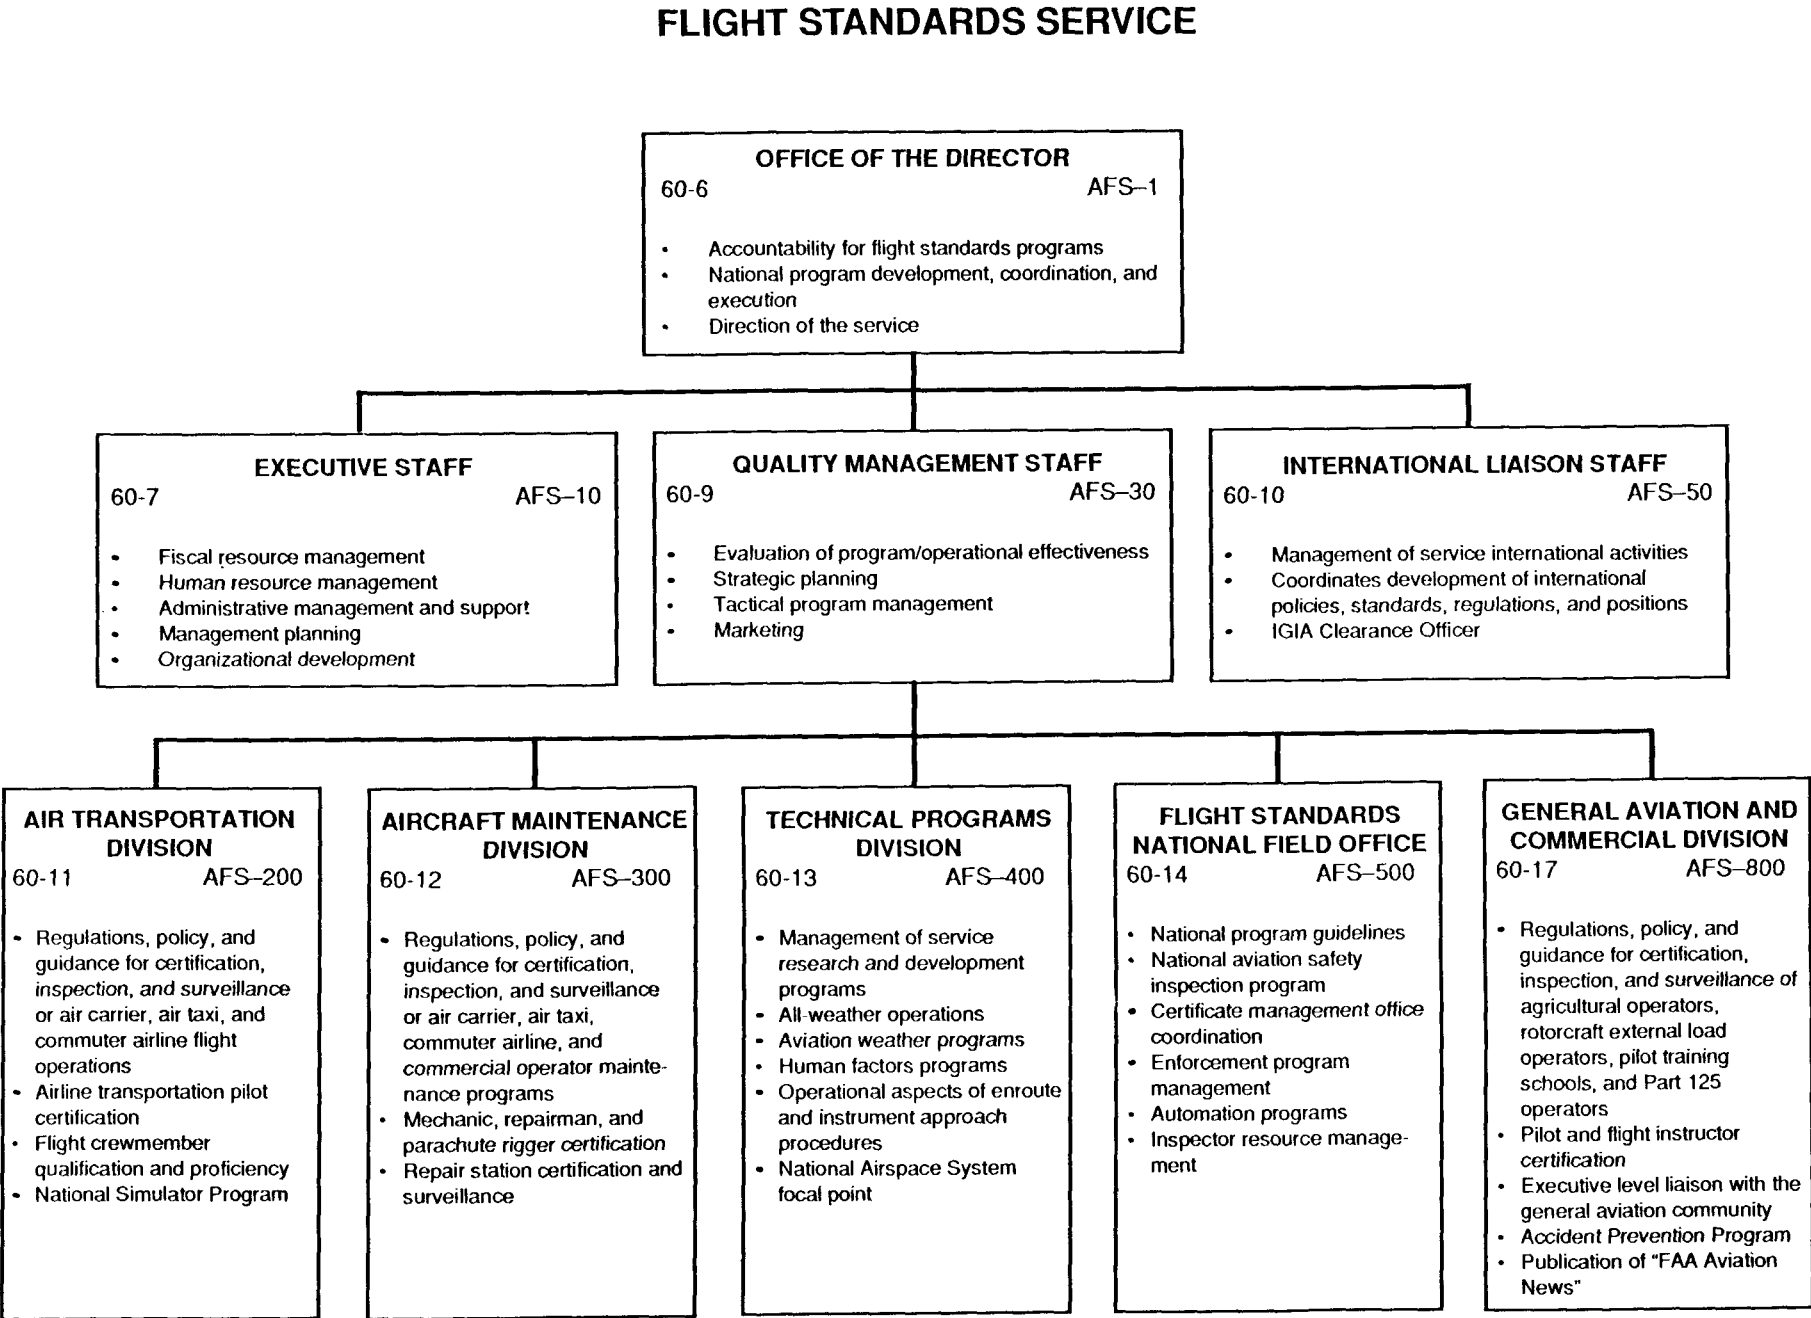 FLIGHT STANDARDS SERVICE
OFFICE OF THE DIRECTOR
60-6 AFS–1
• Accountability for flight standards programs
• National program development, coordination, and
execution
• Direction of the service
EXECUTIVE STAFF
60-7 AFS–10
• Fiscal resource management
• Human resource management
• Administrative management and support
• Management planning
• Organizational development
QUALITY MANAGEMENT STAFF
60-9 AFS–30
• Evaluation of program/operational effectiveness
• Strategic planning
• Tactical program management
• Marketing
INTERNATIONAL LIAISON STAFF
60-10 AFS–50
• Management of service international activities
• Coordinates development of international
policies, standards, regulations, and positions
• IGIA Clearance Officer
AIR TRANSPORTATION
DIVISION
60-11 AFS–200
• Regulations, policy, and
guidance for certification,
inspection, and surveillance
or air carrier, air taxi, and
commuter airline flight
operations
• Airline transportation pilot
certification
• Flight crewmember
qualification and proficiency
• National Simulator Program
AIRCRAFT MAINTENANCE
DIVISION
60-12 AFS–300
• Regulations, policy, and
guidance for certification,
inspection, and surveillance
or air carrier, air taxi,
commuter airline, and
commercial operator mainte-
nance programs
• Mechanic, repairman, and
parachute rigger certification
• Repair station certification and
surveillance
TECHNICAL PROGRAMS
DIVISION
60-13 AFS–400
• Management of service
research and development
programs
• All-weather operations
• Aviation weather programs
• Human factors programs
• Operational aspects of enroute
and instrument approach
procedures
• National Airspace System
focal point
FLIGHT STANDARDS
NATIONAL FIELD OFFICE
60-14 AFS–500
• National program guidelines
• National aviation safety
inspection program
• Certificate management office
coordination
• Enforcement program
management
• Automation programs
• Inspector resource manage-
ment
GENERAL AVIATION AND
COMMERCIAL DIVISION
60-17 AFS–800
• Regulations, policy, and
guidance for certification,
inspection, and surveillance of
agricultural operators,
rotorcraft external load
operators, pilot training
schools, and Part 125
operators
• Pilot and flight instructor
certification
• Executive level liaison with the
general aviation community
• Accident Prevention Program
• Publication of "FAA Aviation
News"